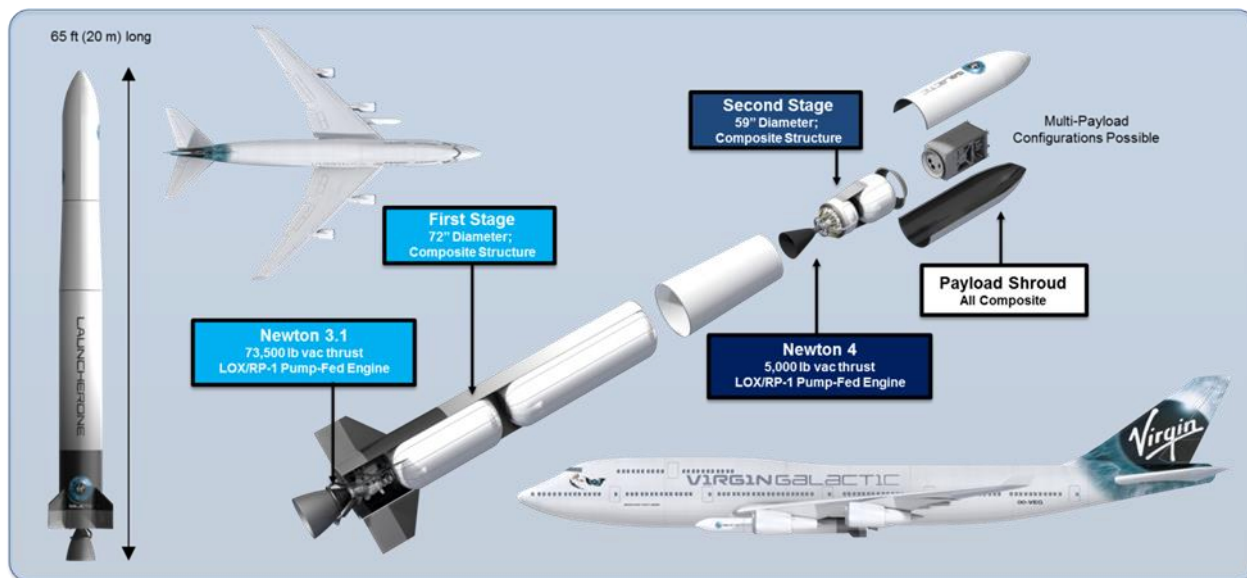 65 ft (20 m) long
LAUNCHERONE
First Stage
72" Diameter;
Composite Structure
Newton 3.1
73,500 lb vac thrust
LOX/RP-1 Pump-Fed Engine
Second Stage
59" Diameter;
Composite Structure
GALACTIC
Multi-Payload
Configurations Possible
Payload Shroud
All Composite
Newton 4
5,000 lb vac thrust
LOX/RP-1 Pump-Fed Engine
V1RG1NGALACT1C
Virgin